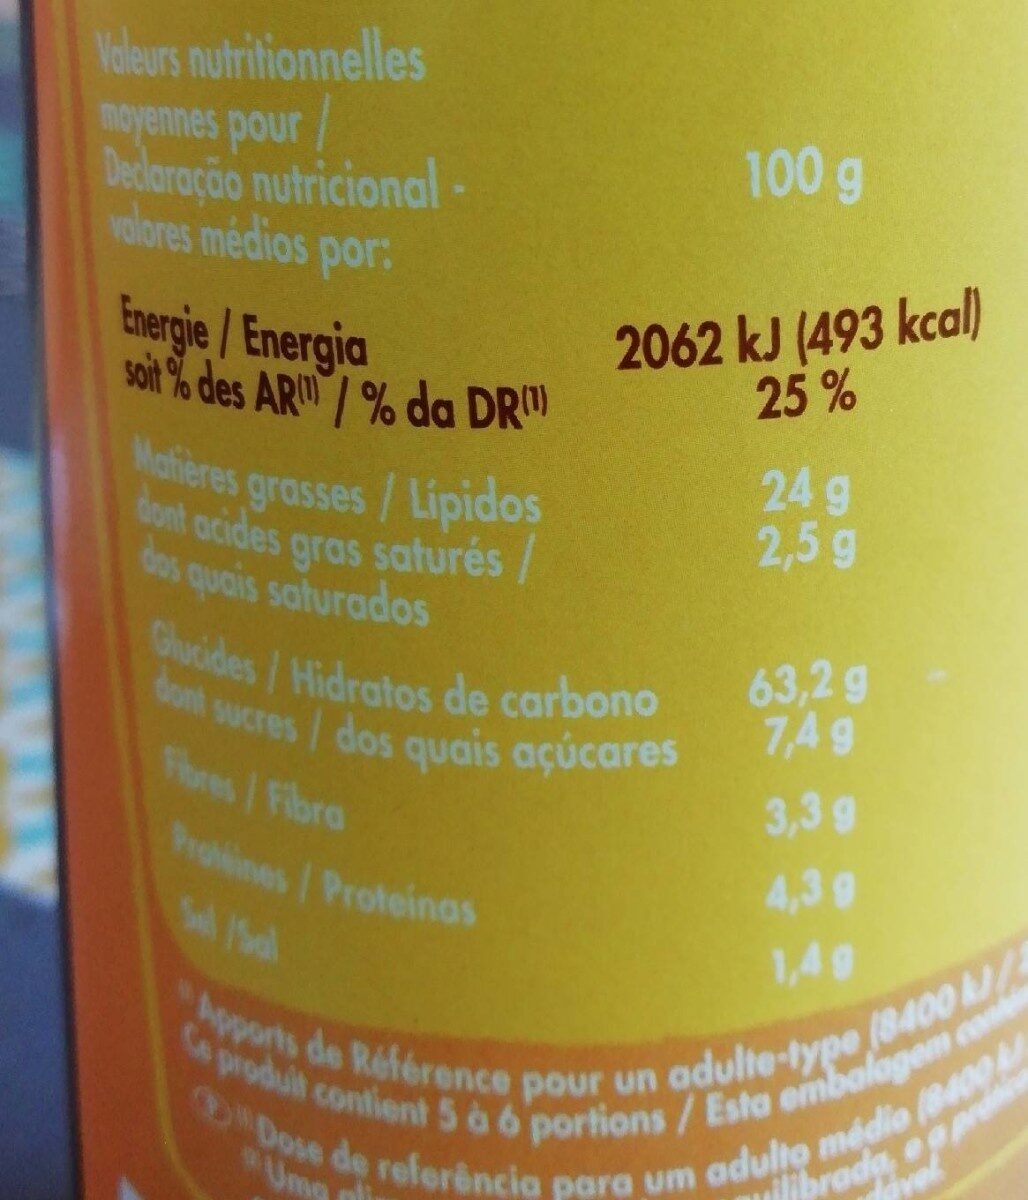 Valeurs nutritionnelles
moyennes pour /
Declaração nutricional -
valores médios por:
100 g
Energie / Energia 2062 kJ (493 kcal)
soit % des AR(1) / % da DR(1) 25 %
Matières grasses / Lípidos 24 g
dont acides gras saturés / 2,5 g
dos quais saturados
Glucides / Hidratos de carbono 63,2 g
dont sucres / dos quais açúcares 7,4 g
Fibres / Fibra 3,3 g
Protéines / Proteínas 4,3 g
Sel /Sal 1,4 g
(1) Apports de Référence pour un adulte-type (8400 kJ /
Ce produit contient 5 à 6 portions / Esta embalagem
(1) Dose de referência para um adulto médio (8400 kJ
Uma